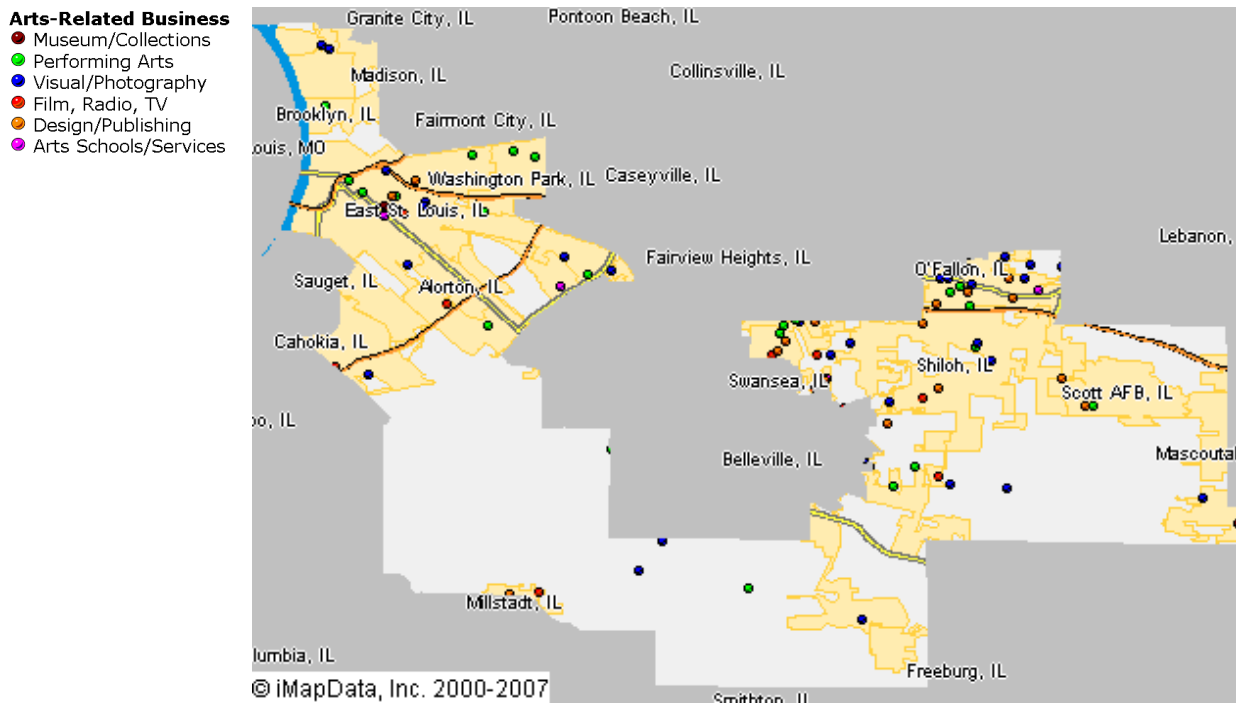 Arts-Related Business
Museum/Collections
Performing Arts
Visual/Photography
Film, Radio, TV
Design/Publishing
Arts Schools/Services
Granite City, IL
Pontoon Beach, IL
Madison, IL
Collinsville, IL
Brooklyn, IL
Fairmont City, IL
ouis, MO
Washington Park, IL
Caseyville, IL
East St. Louis, IL
Lebanon,
Fairview Heights, IL
O'Fallon, IL
Sauget, IL
Alorton, IL
Cahokia, IL
Shiloh, IL
Swansea, IL
Scott AFB, IL
oo, IL
Belleville, IL
Mascouta
Millstadt, IL
lumbia, IL
Freeburg, IL
© iMapData, Inc. 2000-2007
Smithton, IL